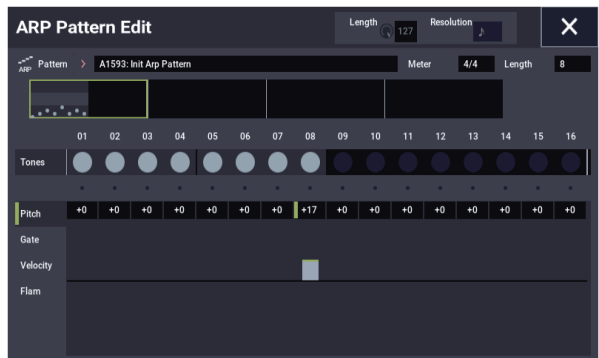 ARP Pattern Edit
Length 127 Resolution ♪ X
ARP Pattern > A1593: Init Arp Pattern Meter 4/4 Length 8
01 02 03 04 05 06 07 08 09 10 11 12 13 14 15 16
Tones
Pitch +0 +0 +0 +0 +0 +0 +0 +17 +0 +0 +0 +0 +0 +0 +0 +0
Gate
Velocity
Flam